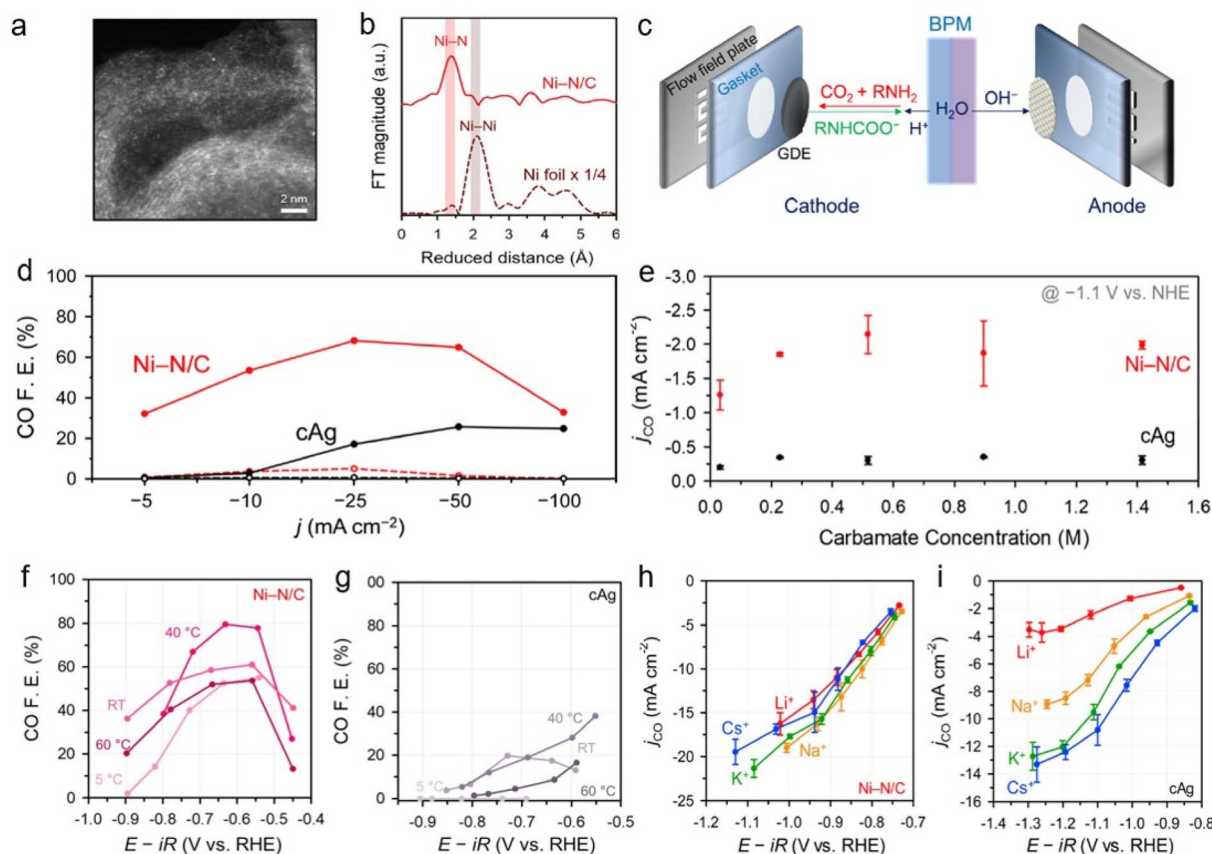 a
2 nm
b
FT magnitude (a.u.)
Ni–N
Ni–N/C
Ni–Ni
Ni foil x 1/4
0 1 2 3 4 5 6
Reduced distance (Å)
c
Flow field plate
Gasket
BPM
CO₂ + RNH₂
RNHCOO⁻
H⁺
H₂O
OH⁻
GDE
Cathode
Anode
d
CO F. E. (%)
100
80
60
40
20
0
Ni–N/C
cAg
−5 −10 −25 −50 −100
j (mA cm⁻²)
e
jCO (mA cm⁻²)
-3.0
-2.5
-2.0
-1.5
-1.0
-0.5
-0.0
@ −1.1 V vs. NHE
Ni–N/C
cAg
0.0 0.2 0.4 0.6 0.8 1.0 1.2 1.4 1.6
Carbamate Concentration (M)
f
CO F. E. (%)
100
80
60
40
20
0
Ni–N/C
40 °C
RT
60 °C
5 °C
-1.0 -0.9 -0.8 -0.7 -0.6 -0.5 -0.4
E − iR (V vs. RHE)
g
CO F. E. (%)
00
80
60
40
20
0
cAg
40 °C
RT
5 °C
60 °C
-0.9 -0.8 -0.7 -0.6 -0.5
E − iR (V vs. RHE)
h
jCO (mA cm⁻²)
0
-5
-10
-15
-20
-25
Li⁺
Cs⁺
Na⁺
K⁺
Ni–N/C
-1.2 -1.1 -1.0 -0.9 -0.8 -0.7
E − iR (V vs. RHE)
i
jCO (mA cm⁻²)
0
-2
-4
-6
-8
-10
-12
-14
-16
Li⁺
Na⁺
K⁺
Cs⁺
cAg
-1.4 -1.3 -1.2 -1.1 -1.0 -0.9 -0.8
E − iR (V vs. RHE)